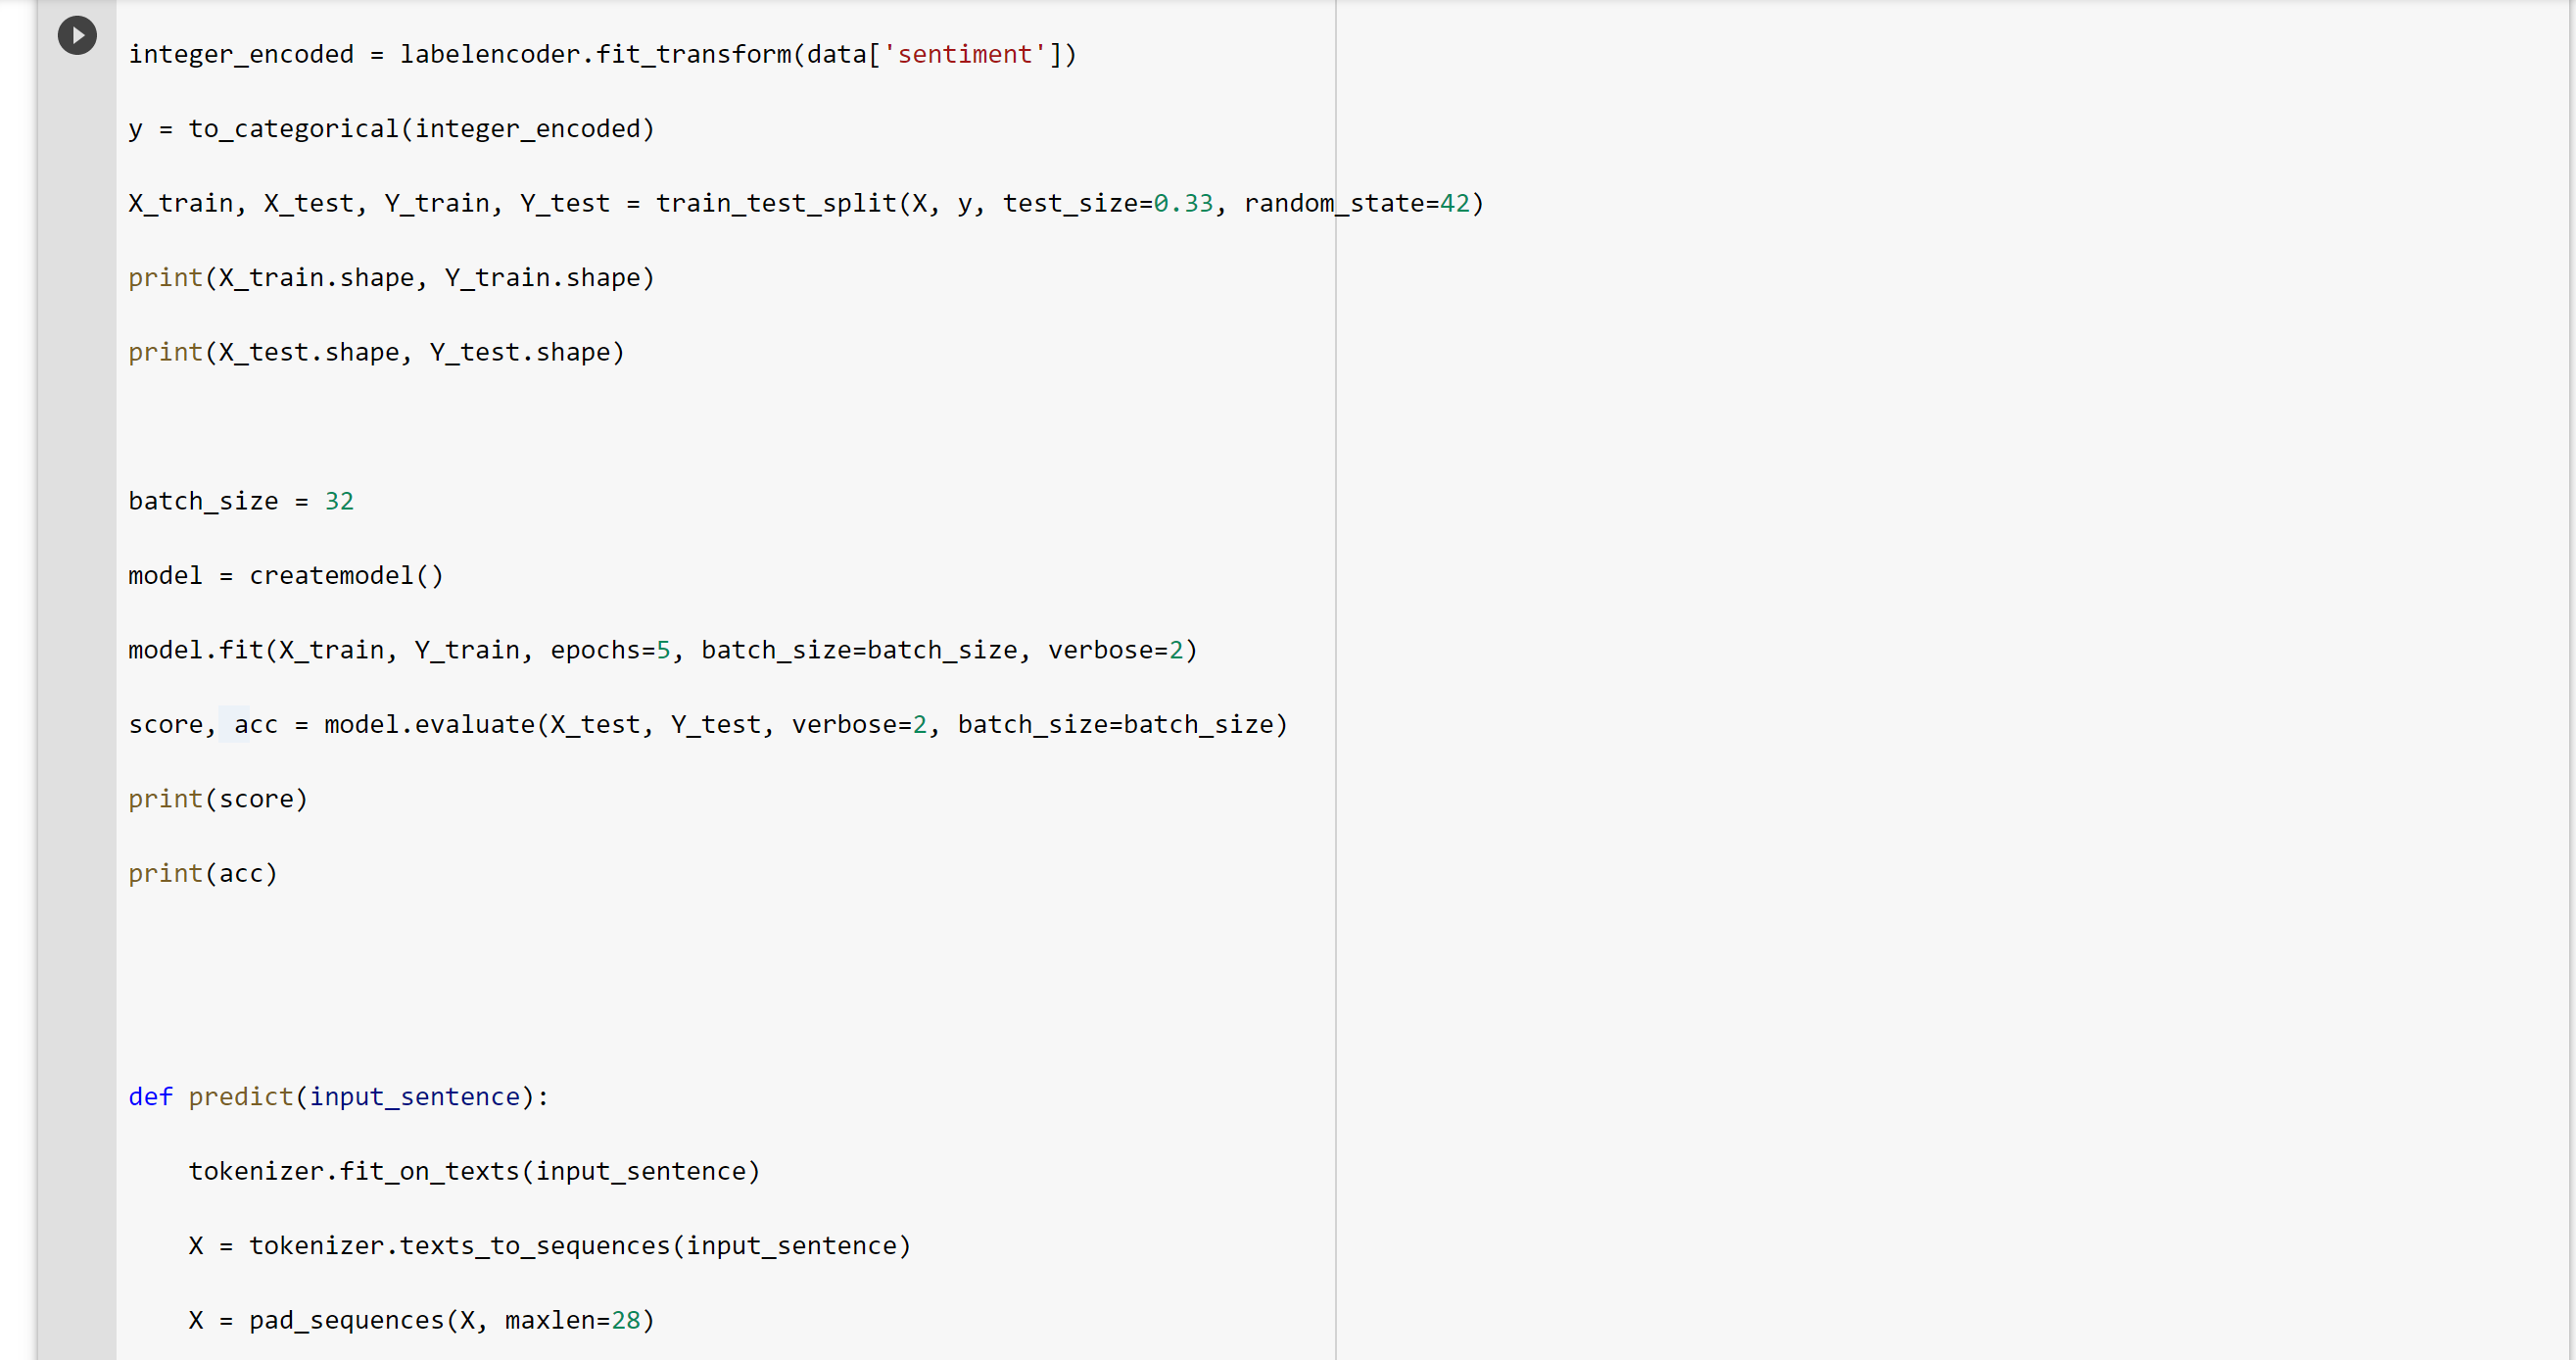 integer_encoded = labelencoder.fit_transform(data['sentiment'])
y = to_categorical(integer_encoded)
X_train, X_test, Y_train, Y_test = train_test_split(X, y, test_size=0.33, random_state=42)
print(X_train.shape, Y_train.shape)
print(X_test.shape, Y_test.shape)
batch_size = 32
model = createmodel()
model.fit(X_train, Y_train, epochs=5, batch_size=batch_size, verbose=2)
score, acc = model.evaluate(X_test, Y_test, verbose=2, batch_size=batch_size)
print(score)
print(acc)
def predict(input_sentence):
    tokenizer.fit_on_texts(input_sentence)
    X = tokenizer.texts_to_sequences(input_sentence)
    X = pad_sequences(X, maxlen=28)